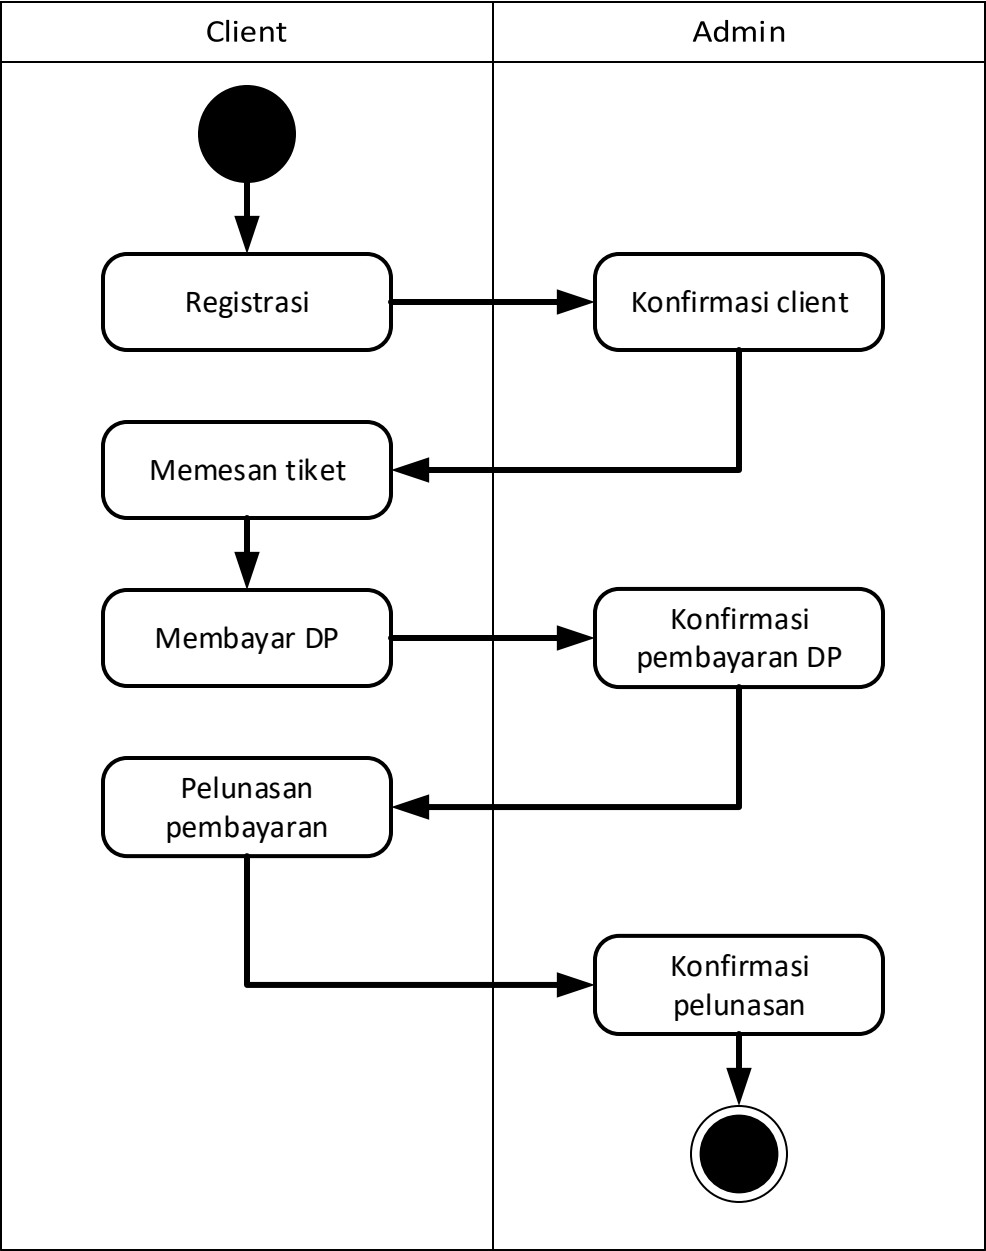 Client
Admin
Registrasi
Konfirmasi client
Memesan tiket
Membayar DP
Konfirmasi
pembayaran DP
Pelunasan
pembayaran
Konfirmasi
pelunasan